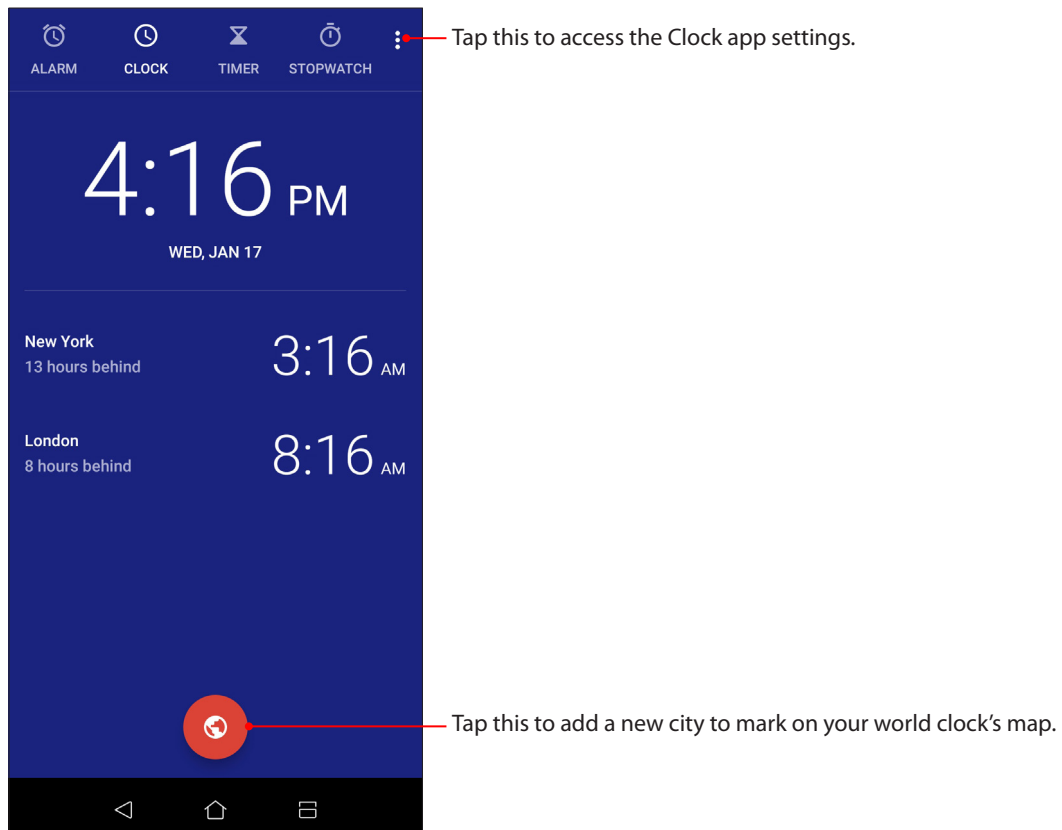 ALARM CLOCK TIMER STOPWATCH
Tap this to access the Clock app settings.
4:16 PM
WED, JAN 17
New York
13 hours behind
3:16 AM
London
8 hours behind
8:16 AM
Tap this to add a new city to mark on your world clock’s map.